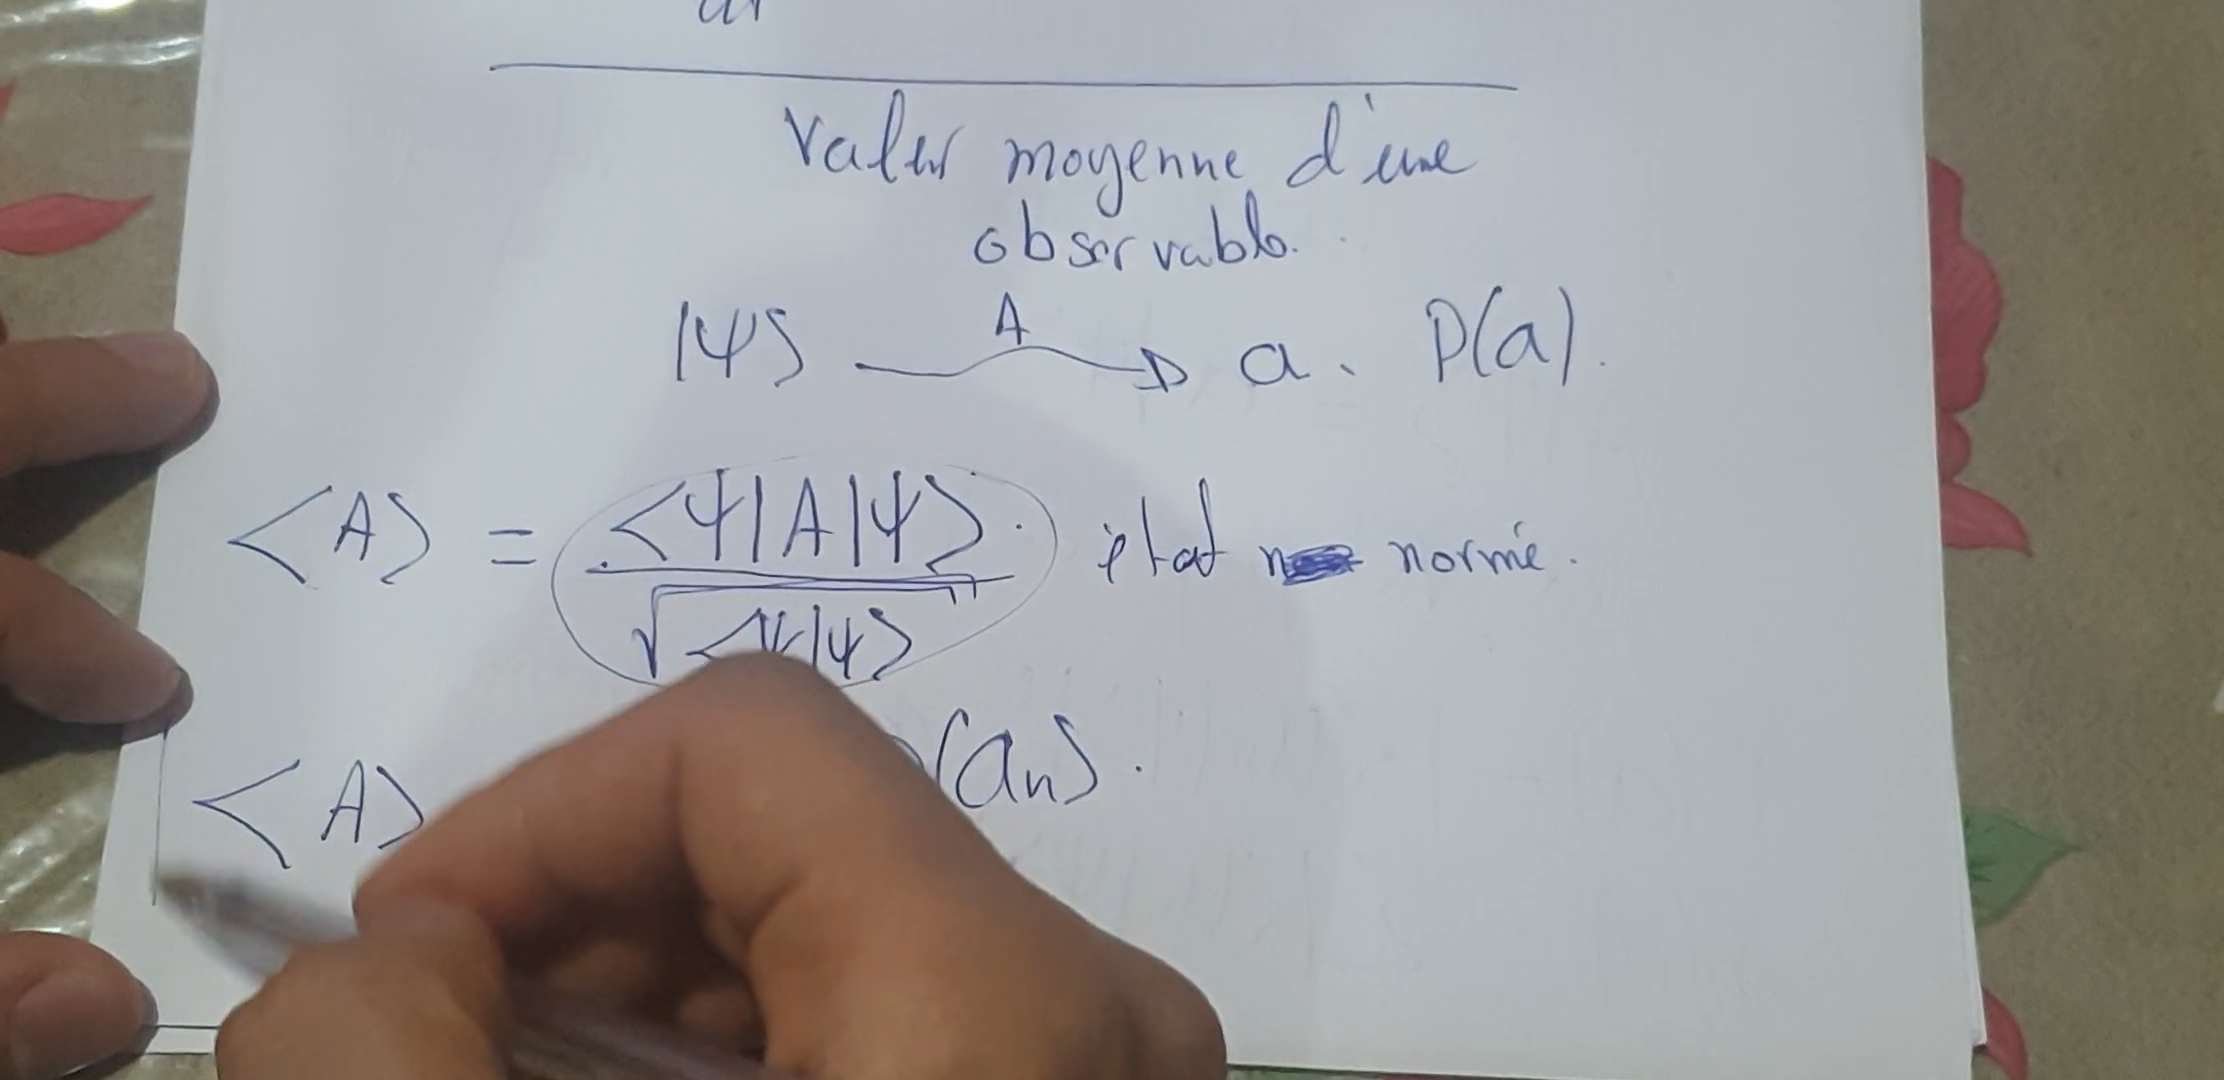 Valeur moyenne d'une
observable.
|ψ> A a. P(a).
<A> = <ψ|A|ψ>. état normé.
√<ψ|ψ>
<A> (an).